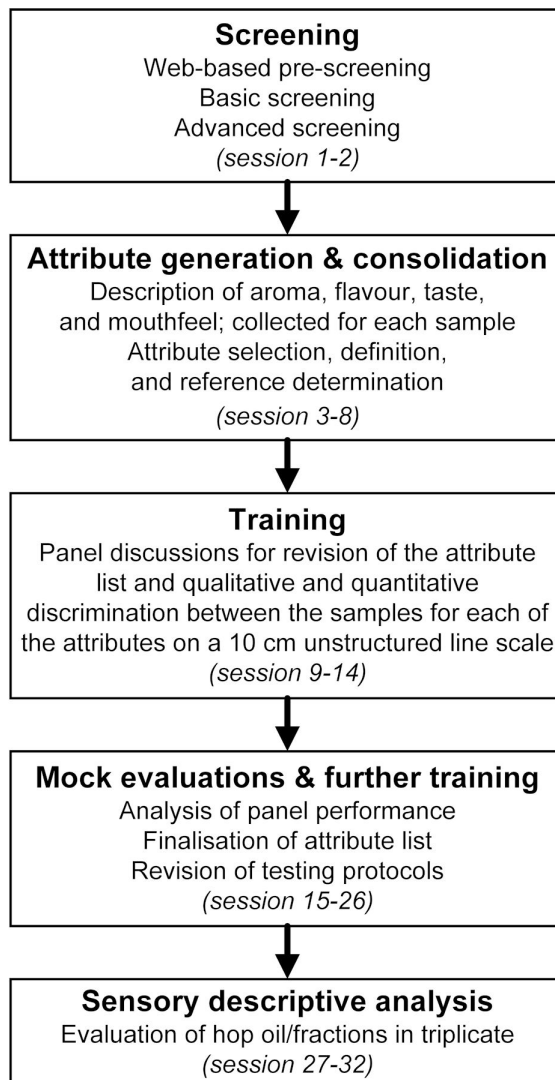 Screening
Web-based pre-screening
Basic screening
Advanced screening
(session 1-2)
Attribute generation & consolidation
Description of aroma, flavour, taste,
and mouthfeel; collected for each sample
Attribute selection, definition,
and reference determination
(session 3-8)
Training
Panel discussions for revision of the attribute
list and qualitative and quantitative
discrimination between the samples for each of
the attributes on a 10 cm unstructured line scale
(session 9-14)
Mock evaluations & further training
Analysis of panel performance
Finalisation of attribute list
Revision of testing protocols
(session 15-26)
Sensory descriptive analysis
Evaluation of hop oil/fractions in triplicate
(session 27-32)